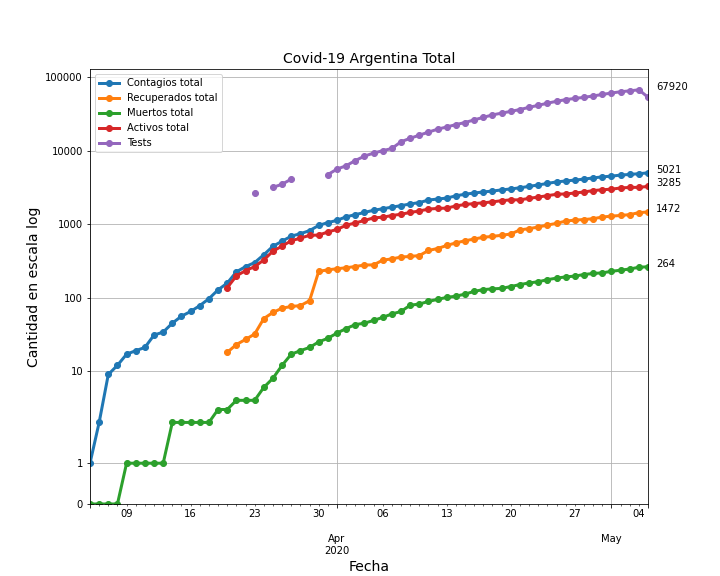 Covid-19 Argentina Total
Contagios total
Recuperados total
Muertos total
Activos total
Tests
Cantidad en escala log
100000
10000
1000
100
10
1
0
67920
5021
3285
1472
264
09 16 23 30 06 13 20 27 04
Apr May
2020
Fecha